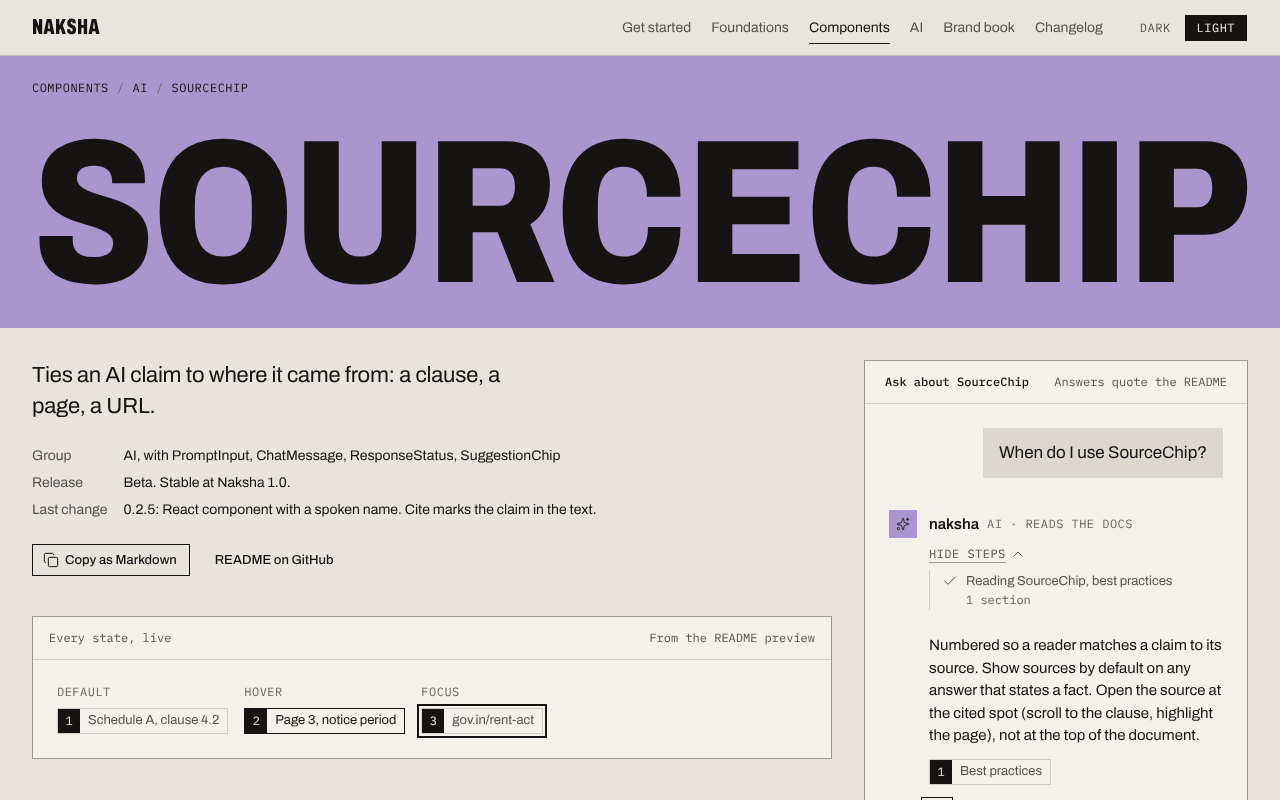 NAKSHA
Get started Foundations Components AI Brand book Changelog DARK LIGHT
COMPONENTS / AI / SOURCECHIP
SOURCECHIP
Ties an AI claim to where it came from: a clause, a
page, a URL.
Group AI, with PromptInput, ChatMessage, ResponseStatus, SuggestionChip
Release Beta. Stable at Naksha 1.0.
Last change 0.2.5: React component with a spoken name. Cite marks the claim in the text.
Copy as Markdown README on GitHub
Every state, live From the README preview
DEFAULT HOVER FOCUS
1 Schedule A, clause 4.2 2 Page 3, notice period 3 gov.in/rent-act
Ask about SourceChip Answers quote the README
When do I use SourceChip?
naksha AI · READS THE DOCS
HIDE STEPS
Reading SourceChip, best practices
1 section
Numbered so a reader matches a claim to its
source. Show sources by default on any
answer that states a fact. Open the source at
the cited spot (scroll to the clause, highlight
the page), not at the top of the document.
1 Best practices